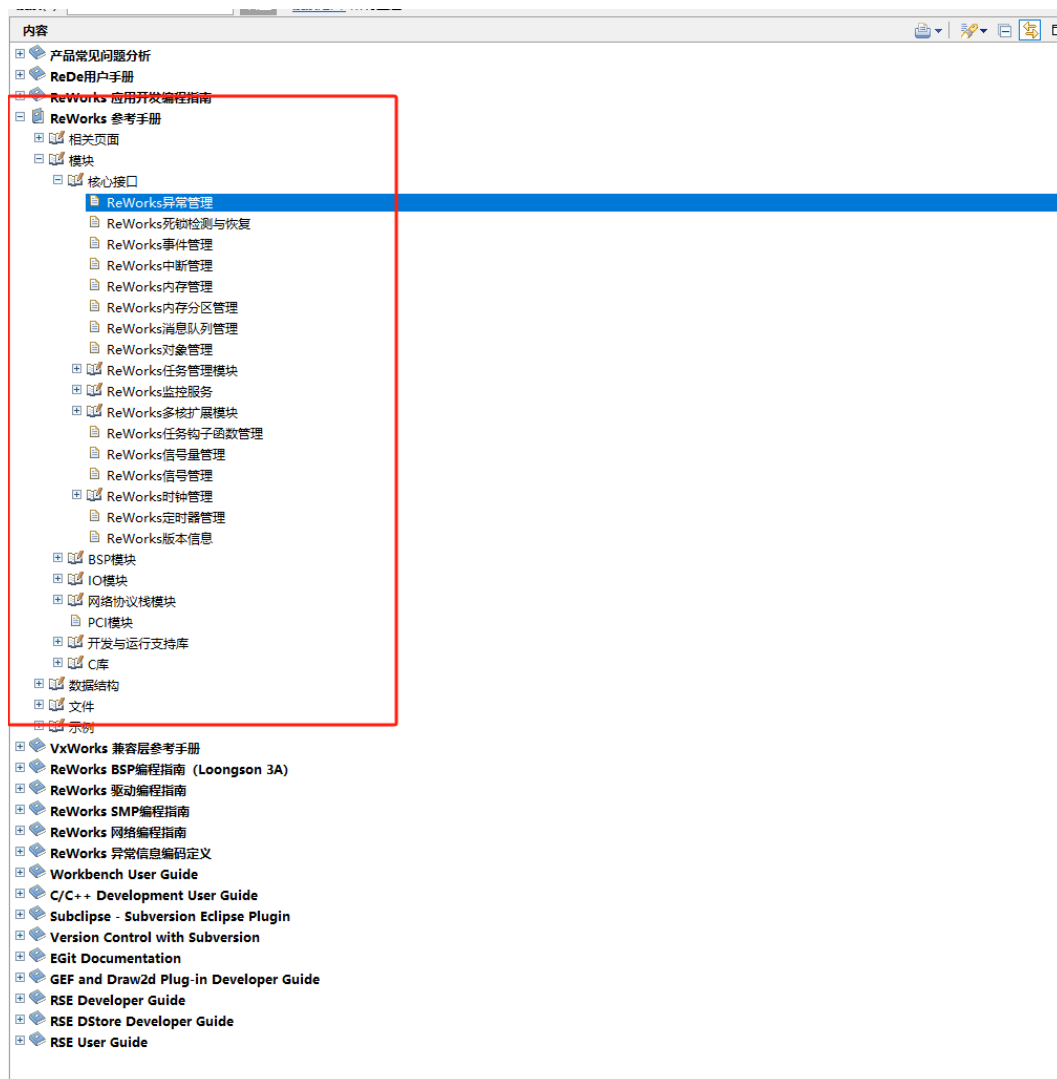 内容
产品常见问题分析
ReDe用户手册
ReWorks 应用开发编程指南
ReWorks 参考手册
相关页面
模块
核心接口
ReWorks异常管理
ReWorks死锁检测与恢复
ReWorks事件管理
ReWorks中断管理
ReWorks内存管理
ReWorks内存分区管理
ReWorks消息队列管理
ReWorks对象管理
ReWorks任务管理模块
ReWorks监控服务
ReWorks多核扩展模块
ReWorks任务钩子函数管理
ReWorks信号量管理
ReWorks信号管理
ReWorks时钟管理
ReWorks定时器管理
ReWorks版本信息
BSP模块
IO模块
网络协议栈模块
PCI模块
开发与运行支持库
C库
数据结构
文件
示例
VxWorks 兼容层参考手册
ReWorks BSP编程指南（Loongson 3A）
ReWorks 驱动编程指南
ReWorks SMP编程指南
ReWorks 网络编程指南
ReWorks 异常信息编码定义
Workbench User Guide
C/C++ Development User Guide
Subclipse - Subversion Eclipse Plugin
Version Control with Subversion
EGit Documentation
GEF and Draw2d Plug-in Developer Guide
RSE Developer Guide
RSE DStore Developer Guide
RSE User Guide